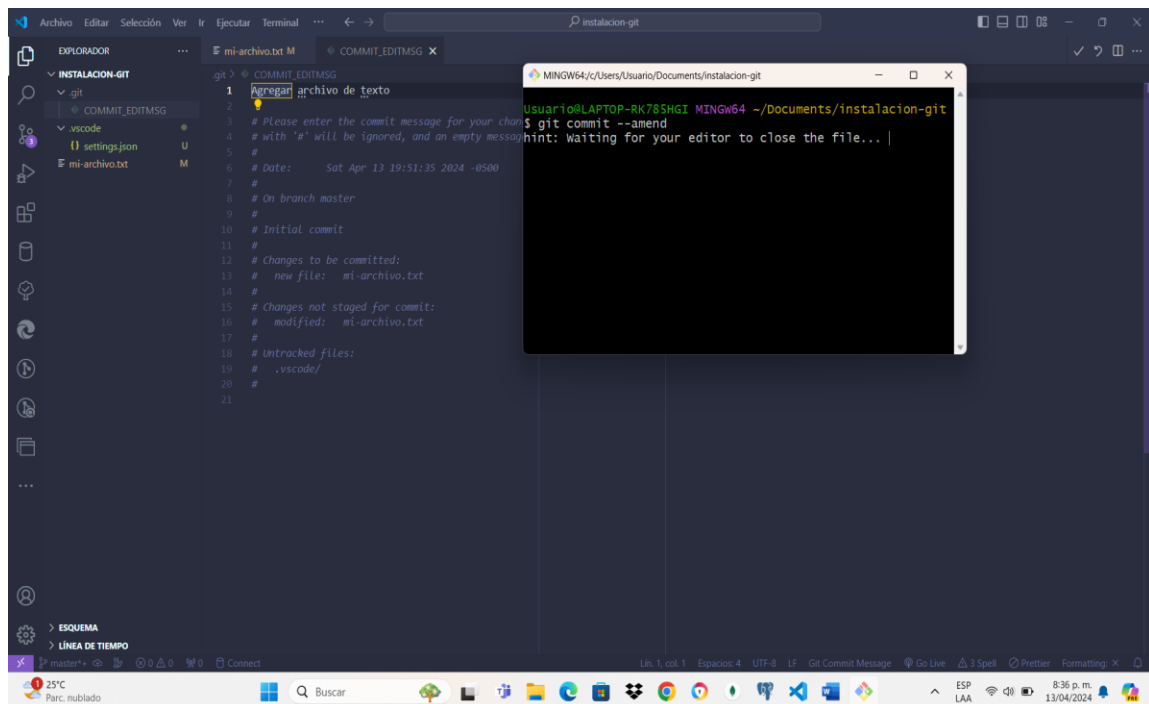 Archivo Editar Selección Ver Ir Ejecutar Terminal ··· instalacion-git
EXPLORADOR ···
INSTALACION-GIT
.git
COMMIT_EDITMSG
.vscode
{} settings.json U
mi-archivo.txt M
ESQUEMA
LÍNEA DE TIEMPO
mi-archivo.txt M COMMIT_EDITMSG
.git > COMMIT_EDITMSG
1 Agregar archivo de texto
2
3 # Please enter the commit message for your chan
4 # with '#' will be ignored, and an empty messag
5 #
6 # Date: Sat Apr 13 19:51:35 2024 -0500
7 #
8 # On branch master
9 #
10 # Initial commit
11 #
12 # Changes to be committed:
13 # new file: mi-archivo.txt
14 #
15 # Changes not staged for commit:
16 # modified: mi-archivo.txt
17 #
18 # Untracked files:
19 # .vscode/
20 #
21
MINGW64:/c/Users/Usuario/Documents/instalacion-git
Usuario@LAPTOP-RK785HGI MINGW64 ~/Documents/instalacion-git
$ git commit --amend
hint: Waiting for your editor to close the file...
master*+ 0 0 0 Connect
Lín. 1, col. 1 Espacios: 4 UTF-8 LF Git Commit Message Go Live 3 Spell Prettier Formatting: ×
25°C
Parc. nublado
Buscar
ESP
LAA
8:36 p. m.
13/04/2024